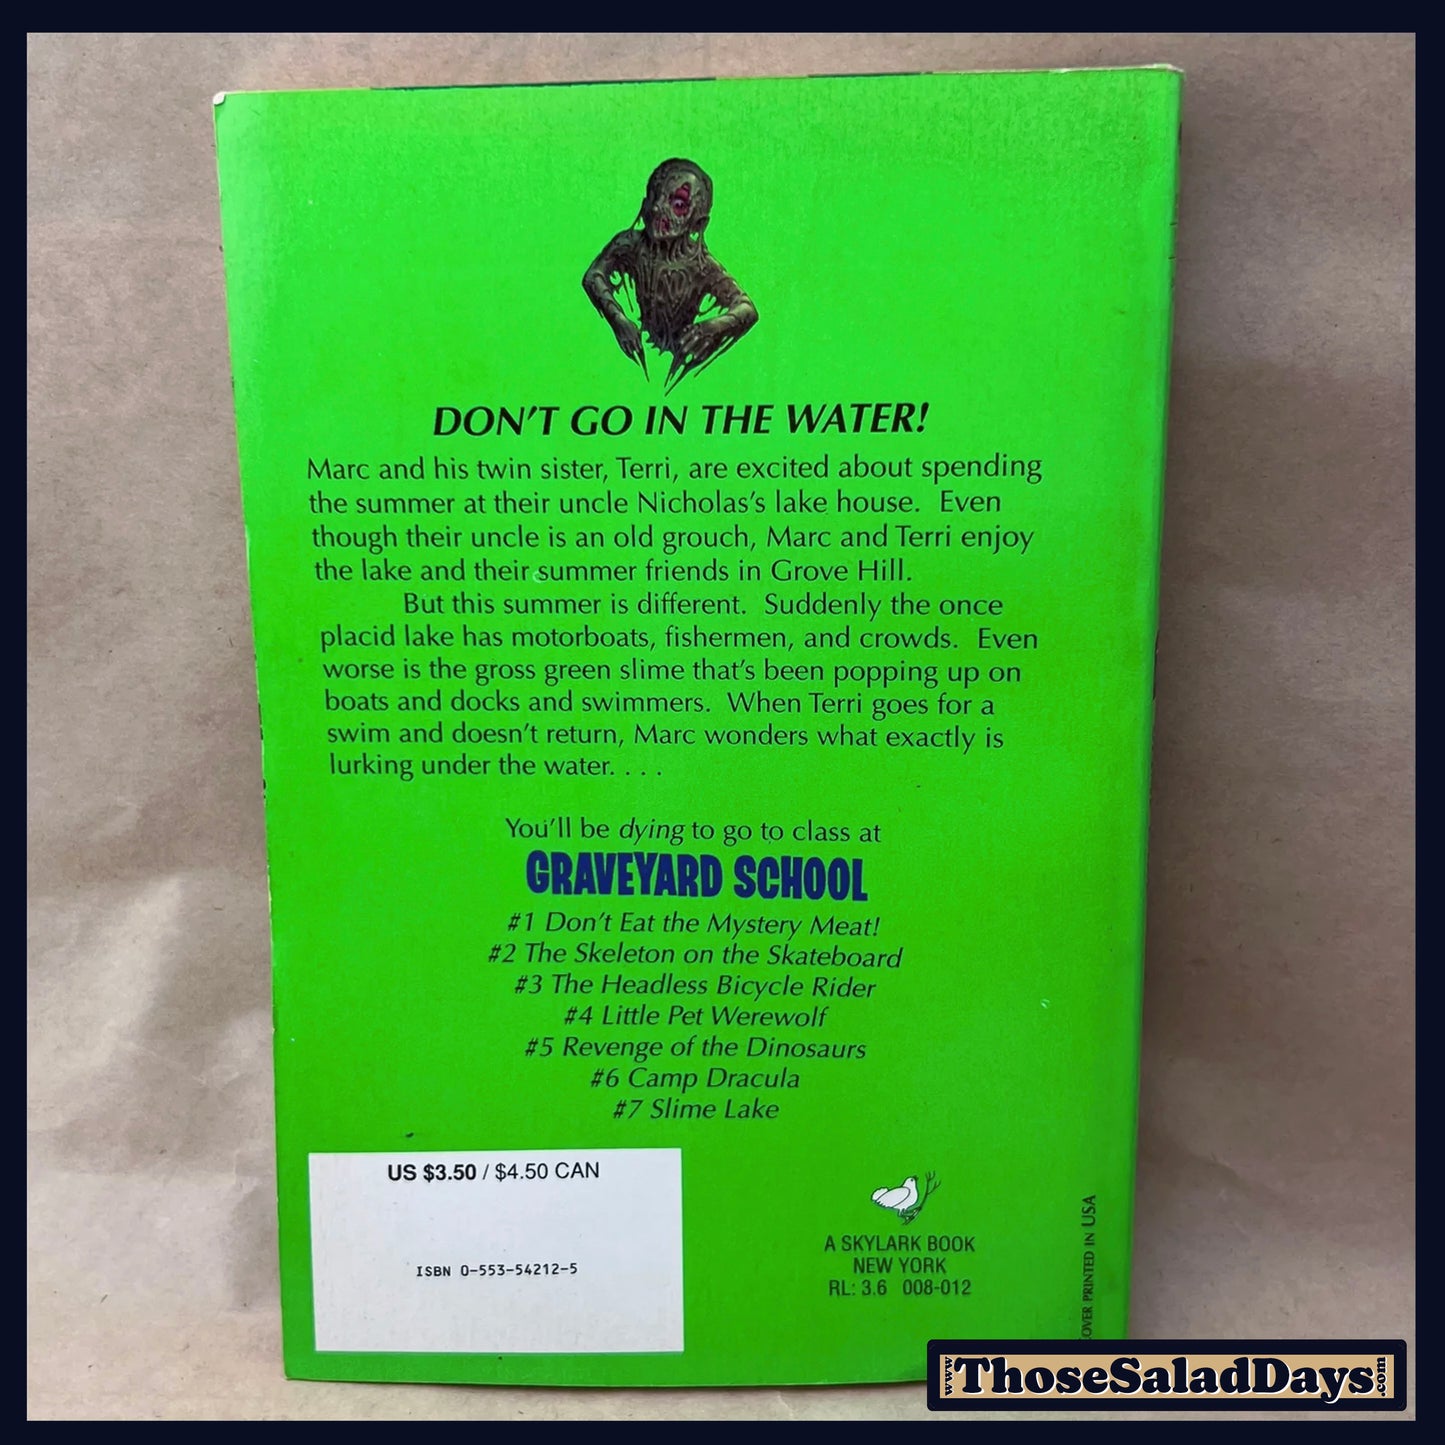 DON'T GO IN THE WATER!
Marc and his twin sister, Terri, are excited about spending
the summer at their uncle Nicholas's lake house. Even
though their uncle is an old grouch, Marc and Terri enjoy
the lake and their summer friends in Grove Hill.
But this summer is different. Suddenly the once
placid lake has motorboats, fishermen, and crowds. Even
worse is the gross green slime that's been popping up on
boats and docks and swimmers. When Terri goes for a
swim and doesn't return, Marc wonders what exactly is
lurking under the water. . . .
You'll be dying to go to class at
GRAVEYARD SCHOOL
#1 Don't Eat the Mystery Meat!
#2 The Skeleton on the Skateboard
#3 The Headless Bicycle Rider
#4 Little Pet Werewolf
#5 Revenge of the Dinosaurs
#6 Camp Dracula
#7 Slime Lake
US $3.50 / $4.50 CAN
ISBN 0-553-54212-5
A SKYLARK BOOK
NEW YORK
RL: 3.6 008-012
OVER PRINTED IN USA
www.ThoseSaladDays.com